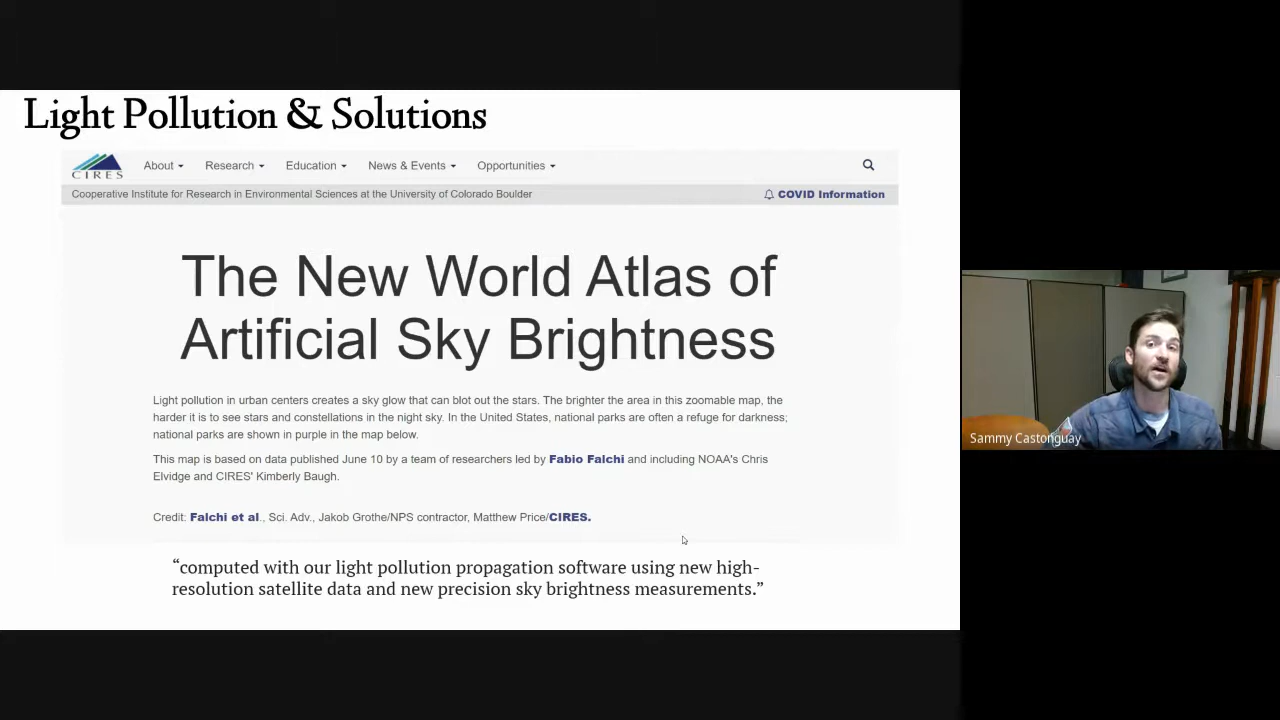 Light Pollution & Solutions
CIRES
About Research Education News & Events Opportunities
Cooperative Institute for Research in Environmental Sciences at the University of Colorado Boulder
COVID Information
The New World Atlas of
Artificial Sky Brightness
Light pollution in urban centers creates a sky glow that can blot out the stars. The brighter the area in this zoomable map, the
harder it is to see stars and constellations in the night sky. In the United States, national parks are often a refuge for darkness;
national parks are shown in purple in the map below.
This map is based on data published June 10 by a team of researchers led by Fabio Falchi and including NOAA's Chris
Elvidge and CIRES' Kimberly Baugh.
Credit: Falchi et al., Sci. Adv., Jakob Grothe/NPS contractor, Matthew Price/CIRES.
“computed with our light pollution propagation software using new high-
resolution satellite data and new precision sky brightness measurements.”
Sammy Castonguay